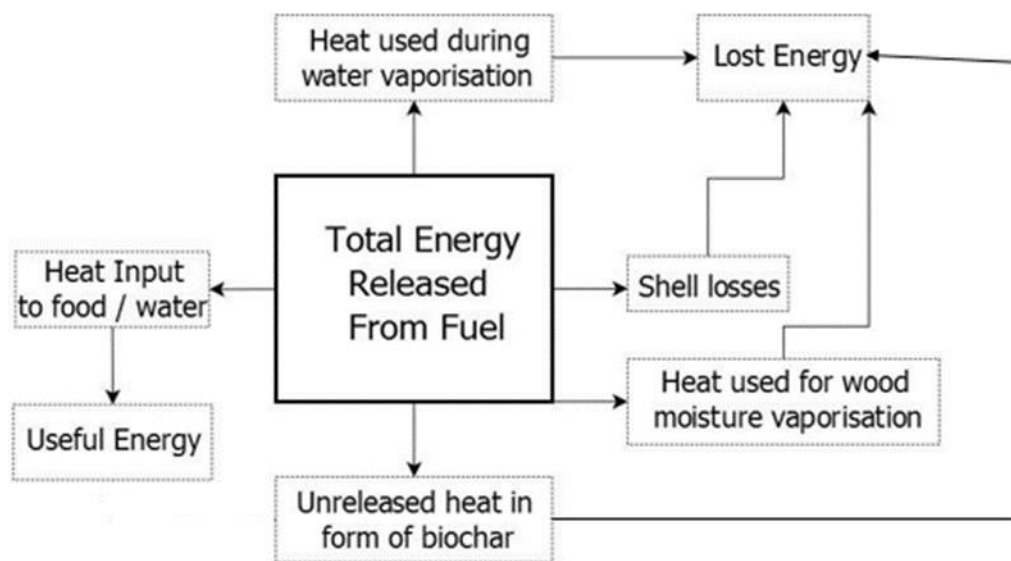 Heat used during
water vaporisation
Lost Energy
Total Energy
Released
From Fuel
Heat Input
to food / water
Shell losses
Heat used for wood
moisture vaporisation
Useful Energy
Unreleased heat in
form of biochar